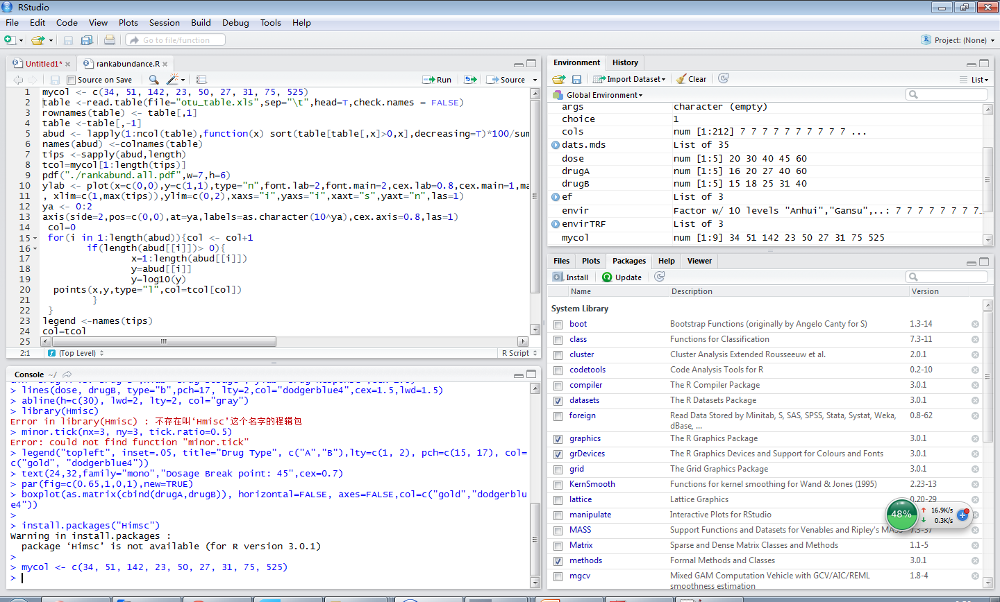 RStudio
File Edit Code View Plots Session Build Debug Tools Help
Go to file/function
Project: (None)
Untitled1*
rankabundance.R
Source on Save
Run
Source
1 mycol <- c(34, 51, 142, 23, 50, 27, 31, 75, 525)
2 table <-read.table(file="otu_table.xls",sep="\t",head=T,check.names = FALSE)
3 rownames(table) <- table[,1]
4 table <-table[,-1]
5 abud <- lapply(1:ncol(table),function(x) sort(table[table[,x]>0,x],decreasing=T)*100/sum
6 names(abud) <-colnames(table)
7 tips <-sapply(abud,length)
8 tcol=mycol[1:length(tips)]
9 pdf("./rankabund.all.pdf",w=7,h=6)
10 ylab <- plot(x=c(0,0),y=c(1,1),type="n",font.lab=2,font.main=2,cex.lab=0.8,cex.main=1,ma
11 , xlim=c(1,max(tips)),ylim=c(0,2),xaxs="i",yaxs="i",xaxt="s",yaxt="n",las=1)
12 ya <- 0:2
13 axis(side=2,pos=c(0,0),at=ya,labels=as.character(10^ya),cex.axis=0.8,las=1)
14 col=0
15 for(i in 1:length(abud)){col <- col+1
16 if(length(abud[[i]])> 0){
17 x=1:length(abud[[i]])
18 y=abud[[i]]
19 y=log10(y)
20 points(x,y,type="l",col=tcol[col])
21 }
22 }
23 legend <-names(tips)
24 col=tcol
25
2:1 (Top Level) R Script
Console ~/
> lines(dose, drugB, type="b",pch=17, lty=2,col="dodgerblue4",cex=1.5,lwd=1.5)
> abline(h=c(30), lwd=2, lty=2, col="gray")
> library(Hmisc)
Error in library(Hmisc) : 不存在叫‘Hmisc’这个名字的程辑包
> minor.tick(nx=3, ny=3, tick.ratio=0.5)
Error: could not find function "minor.tick"
> legend("topleft", inset=.05, title="Drug Type", c("A","B"),lty=c(1, 2), pch=c(15, 17), col=
c("gold", "dodgerblue4"))
> text(24,32,family="mono","Dosage Break point: 45",cex=0.7)
> par(fig=c(0.65,1,0,1),new=TRUE)
> boxplot(as.matrix(cbind(drugA,drugB)), horizontal=FALSE, axes=FALSE,col=c("gold","dodgerblu
e4"))
>
> install.packages("Himsc")
Warning in install.packages :
package ‘Himsc’ is not available (for R version 3.0.1)
>
> mycol <- c(34, 51, 142, 23, 50, 27, 31, 75, 525)
>
Environment History
Import Dataset Clear List
Global Environment
args character (empty)
choice 1
cols num [1:212] 7 7 7 7 7 7 7 7 7 7 ...
dats.mds List of 35
dose num [1:5] 20 30 40 45 60
drugA num [1:5] 16 20 27 40 60
drugB num [1:5] 15 18 25 31 40
ef List of 3
envir Factor w/ 10 levels "Anhui","Gansu",..: 7 7 7 7 7 7 7…
envirTRF List of 3
mycol num [1:9] 34 51 142 23 50 27 31 75 525
Files Plots Packages Help Viewer
Install Update
Name Description Version
System Library
boot Bootstrap Functions (originally by Angelo Canty for S) 1.3-14
class Functions for Classification 7.3-11
cluster Cluster Analysis Extended Rousseeuw et al. 2.0.1
codetools Code Analysis Tools for R 0.2-10
compiler The R Compiler Package 3.0.1
datasets The R Datasets Package 3.0.1
foreign Read Data Stored by Minitab, S, SAS, SPSS, Stata, Systat, Weka, 0.8-62
dBase, ...
graphics The R Graphics Package 3.0.1
grDevices The R Graphics Devices and Support for Colours and Fonts 3.0.1
grid The Grid Graphics Package 3.0.1
KernSmooth Functions for kernel smoothing for Wand & Jones (1995) 2.23-13
lattice Lattice Graphics 0.20-29
manipulate Interactive Plots for RStudio
MASS Support Functions and Datasets for Venables and Ripley's MASS 7.3-37
Matrix Sparse and Dense Matrix Classes and Methods 1.1-5
methods Formal Methods and Classes 3.0.1
mgcv Mixed GAM Computation Vehicle with GCV/AIC/REML 1.8-4
smoothness estimation
48%
16.9K/s
0.3K/s